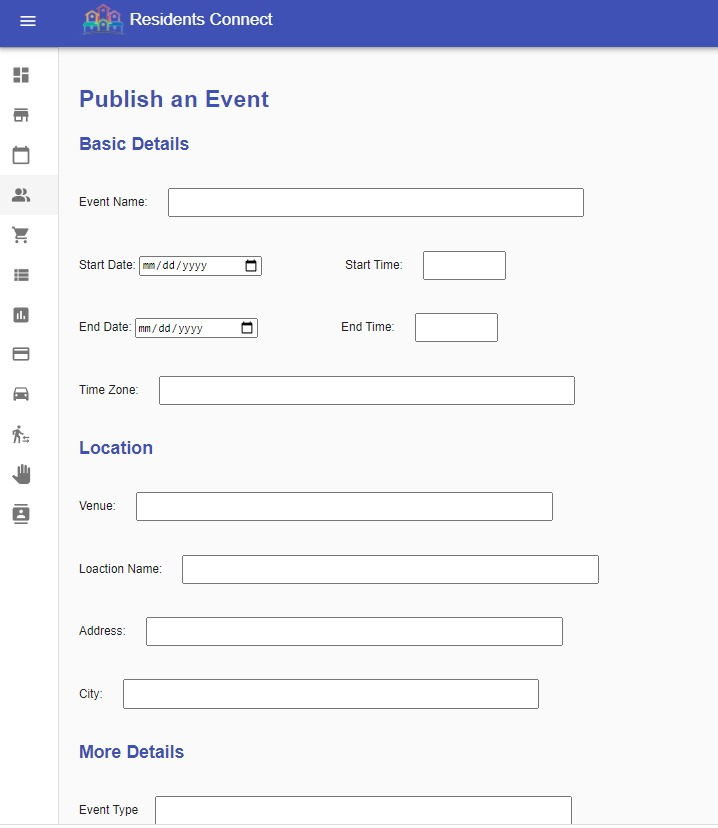 Residents Connect
Publish an Event
Basic Details
Event Name:
Start Date: mm/dd/yyyy Start Time:
End Date: mm/dd/yyyy End Time:
Time Zone:
Location
Venue:
Loaction Name:
Address:
City:
More Details
Event Type